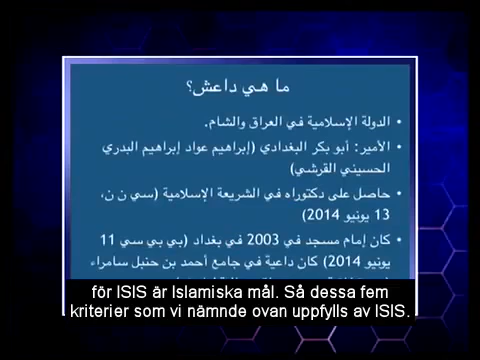 ما هي داعش؟
• الدولة الإسلامية في العراق والشام.
• الأمير: أبو بكر البغدادي (إبراهيم عواد إبراهيم البدري
الحسيني القرشي)
• حاصل على دكتوراه في الشريعة الإسلامية (سي ن ن،
13 يونيو 2014)
• كان إمام مسجد في 2003 في بغداد (بي بي سي 11
يونيو 2014) كان داعية في جامع أحمد بن حنبل سامراء
för ISIS är Islamiska mål. Så dessa fem
kriterier som vi nämnde ovan uppfylls av ISIS.